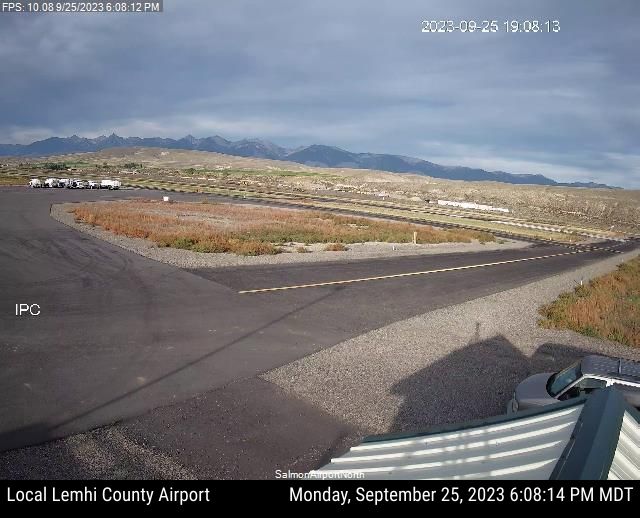 FPS: 10.08 9/25/2023 6:08:12 PM
2023-09-25 19:08:13
IPC
SalmonAirportNorth
Local Lemhi County Airport Monday, September 25, 2023 6:08:14 PM MDT